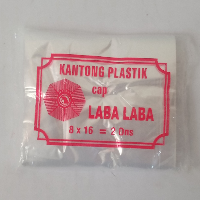 KANTONG PLASTIK
cap
LABA LABA
8 x 16 = 2 Ons